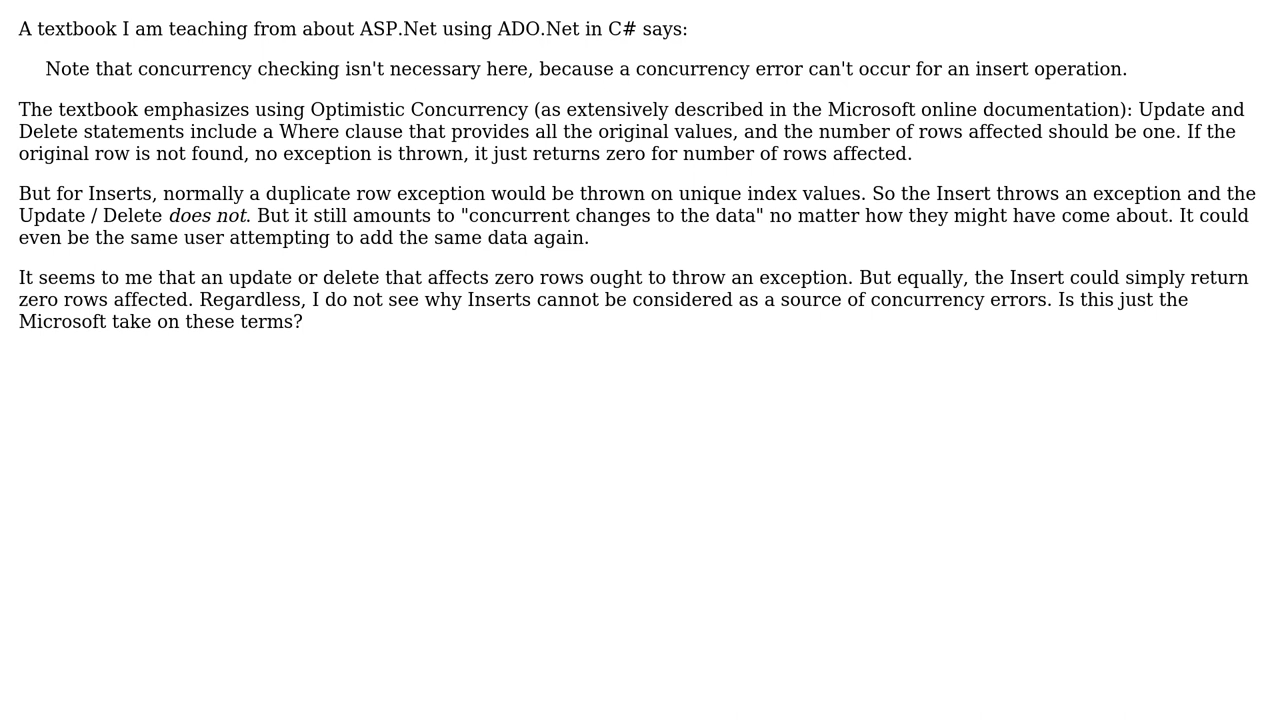 A textbook I am teaching from about ASP.Net using ADO.Net in C# says:
Note that concurrency checking isn't necessary here, because a concurrency error can't occur for an insert operation.
The textbook emphasizes using Optimistic Concurrency (as extensively described in the Microsoft online documentation): Update and
Delete statements include a Where clause that provides all the original values, and the number of rows affected should be one. If the
original row is not found, no exception is thrown, it just returns zero for number of rows affected.
But for Inserts, normally a duplicate row exception would be thrown on unique index values. So the Insert throws an exception and the
Update / Delete does not. But it still amounts to "concurrent changes to the data" no matter how they might have come about. It could
even be the same user attempting to add the same data again.
It seems to me that an update or delete that affects zero rows ought to throw an exception. But equally, the Insert could simply return
zero rows affected. Regardless, I do not see why Inserts cannot be considered as a source of concurrency errors. Is this just the
Microsoft take on these terms?